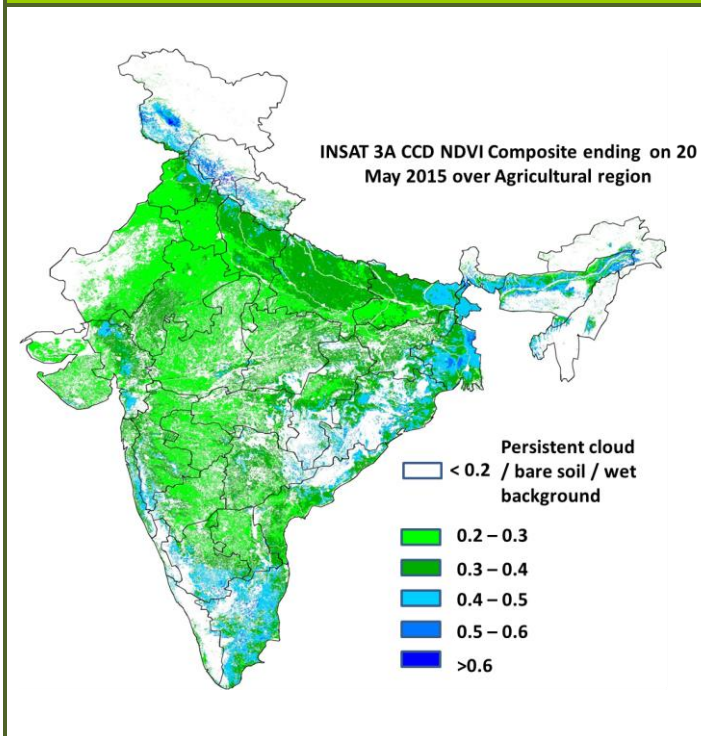 INSAT 3A CCD NDVI Composite ending on 20
May 2015 over Agricultural region
Persistent cloud
< 0.2 / bare soil / wet
background
0.2 – 0.3
0.3 – 0.4
0.4 – 0.5
0.5 – 0.6
>0.6